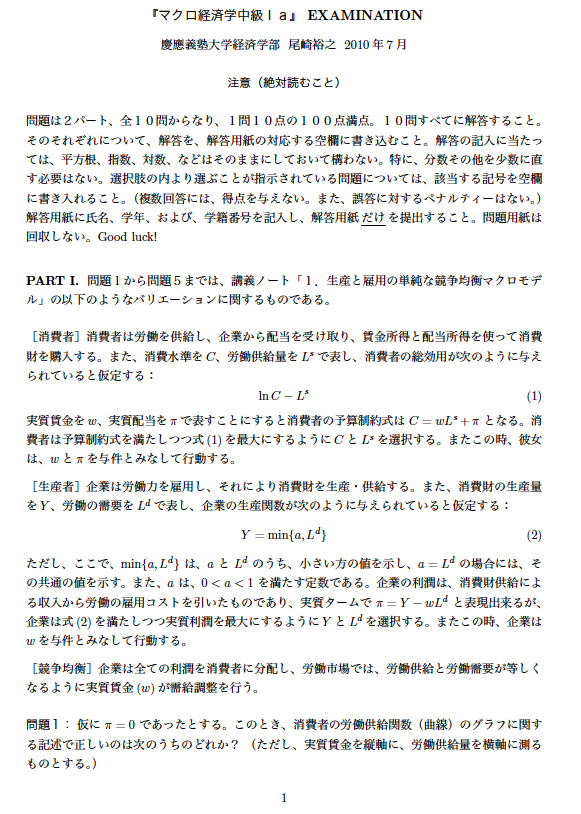 『マクロ経済学中級Ⅰa』 EXAMINATION
慶應義塾大学経済学部 尾崎裕之 2010年7月
注意（絶対読むこと）
問題は２パート、全１０問からなり、１問１０点の１００点満点。１０問すべてに解答すること。
そのそれぞれについて、解答を、解答用紙の対応する空欄に書き込むこと。解答の記入に当たっ
ては、平方根、指数、対数、などはそのままにしておいて構わない。特に、分数その他を少数に直
す必要はない。選択肢の内より選ぶことが指示されている問題については、該当する記号を空欄
に書き入れること。（複数回答には、得点を与えない。また、誤答に対するペナルティーはない。）
解答用紙に氏名、学年、および、学籍番号を記入し、解答用紙だけを提出すること。問題用紙は
回収しない。Good luck!
PART I. 問題１から問題５までは、講義ノート「１．生産と雇用の単純な競争均衡マクロモデ
ル」の以下のようなバリエーションに関するものである。
［消費者］消費者は労働を供給し、企業から配当を受け取り、賃金所得と配当所得を使って消費
財を購入する。また、消費水準を C、労働供給量を Lˢ で表し、消費者の総効用が次のように与え
られていると仮定する：
ln C − Lˢ (1)
実質賃金を w、実質配当を π で表すことにすると消費者の予算制約式は C = wLˢ + π となる。消
費者は予算制約式を満たしつつ式 (1) を最大にするように C と Lˢ を選択する。またこの時、彼女
は、w と π を与件とみなして行動する。
［生産者］企業は労働力を雇用し、それにより消費財を生産・供給する。また、消費財の生産量
を Y、労働の需要を Lᵈ で表し、企業の生産関数が次のように与えられていると仮定する：
Y = min{a, Lᵈ} (2)
ただし、ここで、min{a, Lᵈ} は、a と Lᵈ のうち、小さい方の値を示し、a = Lᵈ の場合には、そ
の共通の値を示す。また、a は、0 < a < 1 を満たす定数である。企業の利潤は、消費財供給によ
る収入から労働の雇用コストを引いたものであり、実質タームで π = Y − wLᵈ と表現出来るが、
企業は式 (2) を満たしつつ実質利潤を最大にするように Y と Lᵈ を選択する。またこの時、企業は
w を与件とみなして行動する。
［競争均衡］企業は全ての利潤を消費者に分配し、労働市場では、労働供給と労働需要が等しく
なるように実質賃金 (w) が需給調整を行う。
問題１： 仮に π = 0 であったとする。このとき、消費者の労働供給関数（曲線）のグラフに関す
る記述で正しいのは次のうちのどれか？ （ただし、実質賃金を縦軸に、労働供給量を横軸に測る
ものとする。）
1